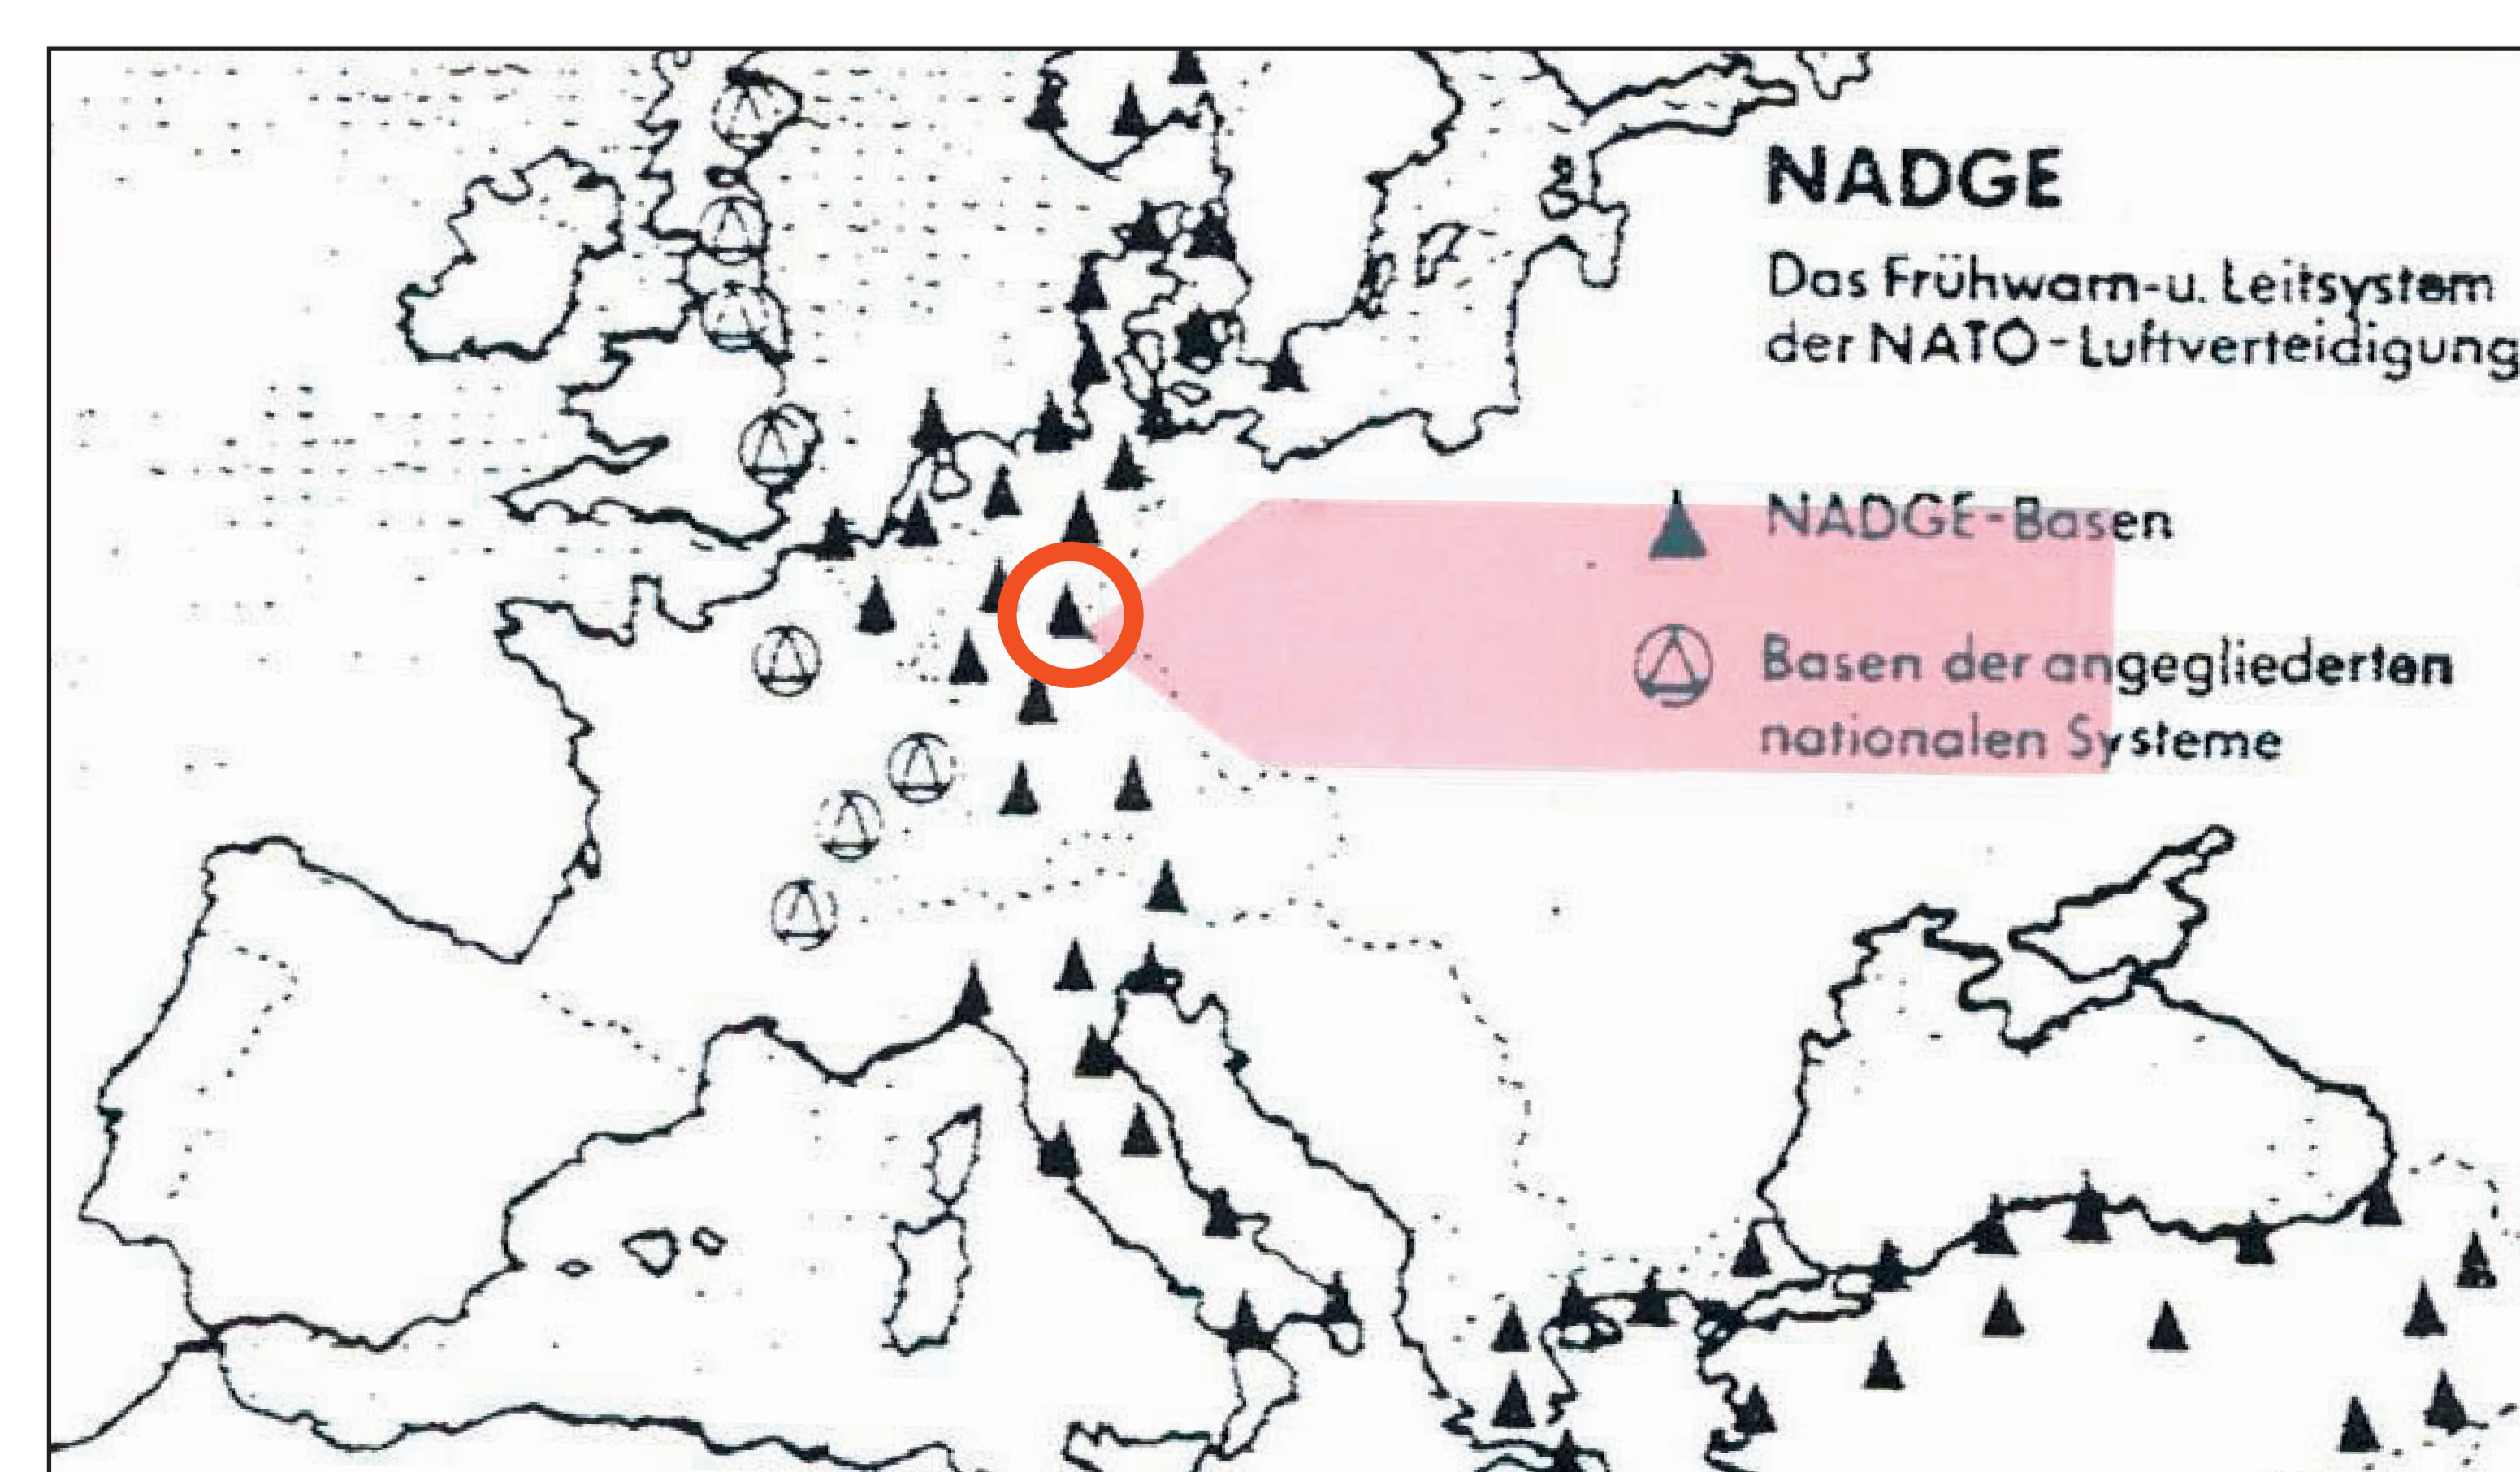 NADGE
Das Frühwarn-u. Leitsystem
der NATO-Luftverteidigung
NADGE-Basen
Basen der angegliederten
nationalen Systeme